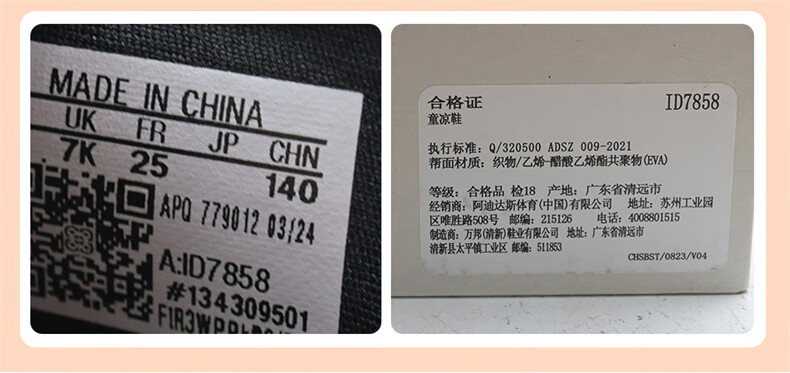 MADE IN CHINA
UK FR JP CHN
7K 25 140
APQ 779012 03/24
A:ID7858
#134309501
合格证 ID7858
童凉鞋
执行标准: Q/320500 ADSZ 009-2021
帮面材质: 织物/乙烯-醋酸乙烯酯共聚物(EVA)
等级: 合格品 检18 产地: 广东省清远市
经销商: 阿迪达斯体育(中国)有限公司 地址: 苏州工业园
区唯胜路508号 邮编: 215126 电话: 4008801515
制造商: 万邦(清新)鞋业有限公司 地址: 广东省清远市
清新县太平镇工业区 邮编: 511853
CHSBST/0823/V04